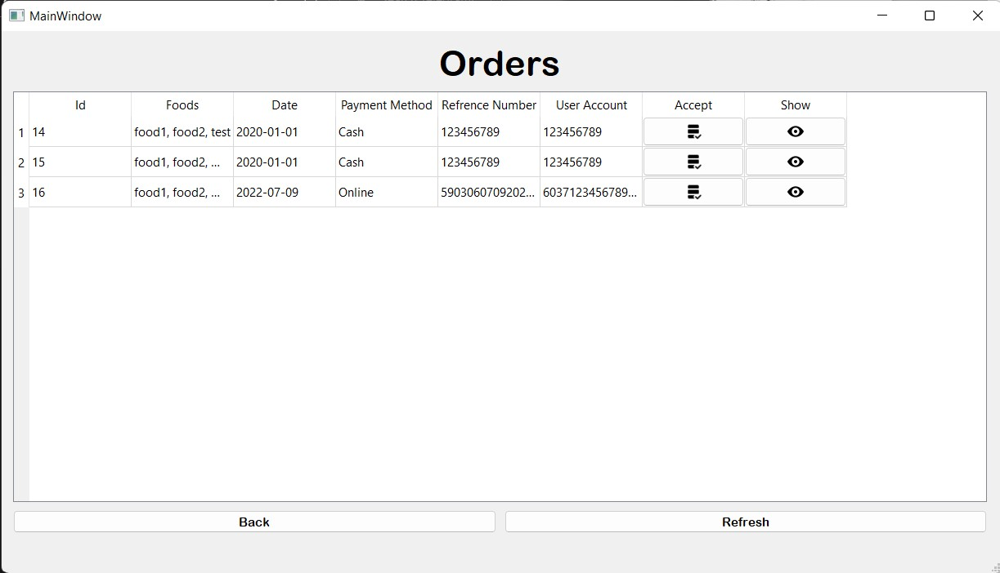 MainWindow
Orders
Id Foods Date Payment Method Refrence Number User Account Accept Show
1 14 food1, food2, test 2020-01-01 Cash 123456789 123456789
2 15 food1, food2, ... 2020-01-01 Cash 123456789 123456789
3 16 food1, food2, ... 2022-07-09 Online 5903060709202... 6037123456789...
Back Refresh